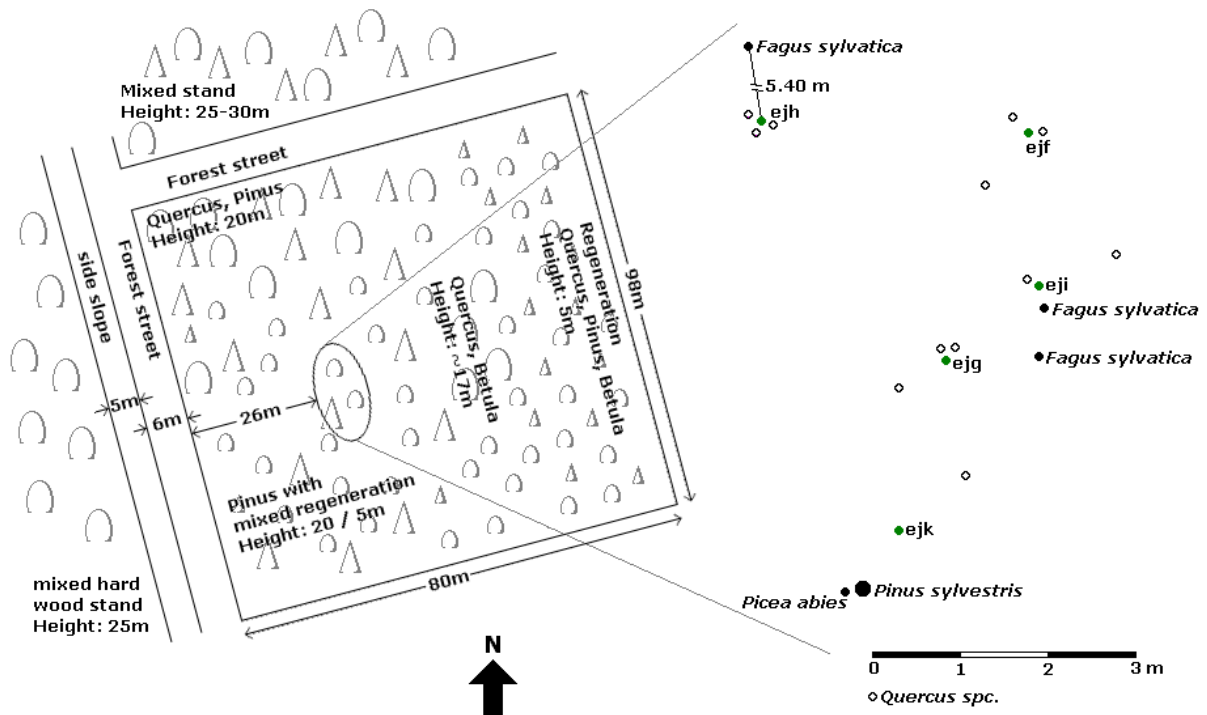 Mixed stand
Height: 25-30m
Forest street
Quercus, Pinus
Height: 20m
side slope
Forest street
Regeneration
Quercus, Pinus, Betula
Height: 5m
98m
Quercus, Betula
Height: ~17m
5m
6m
26m
Pinus with
mixed regeneration
Height: 20 / 5m
80m
mixed hard
wood stand
Height: 25m
N
Fagus sylvatica
5.40 m
ejh
ejf
eji
Fagus sylvatica
Fagus sylvatica
ejg
ejk
Picea abies
Pinus sylvestris
0 1 2 3 m
Quercus spc.